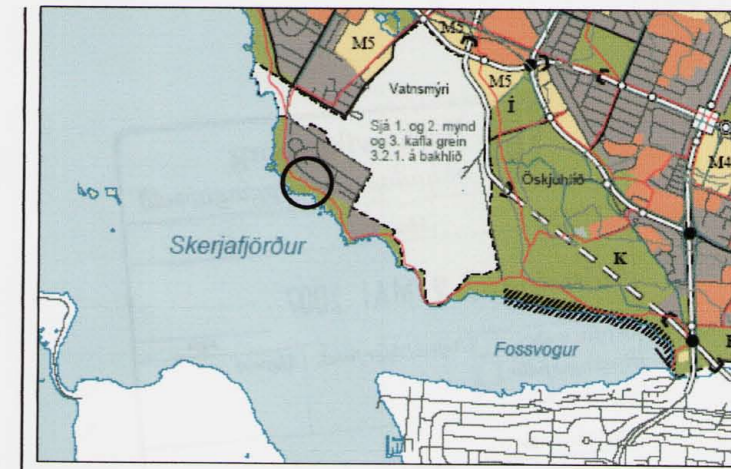 M5
M5
M5
Vatnsmýri
Sjá 1. og 2. mynd
og 3. kafla grein
3.2.1. á bakhlið
Í
Öskjuhlíð
M4
Skerjafjörður
K
Fossvogur